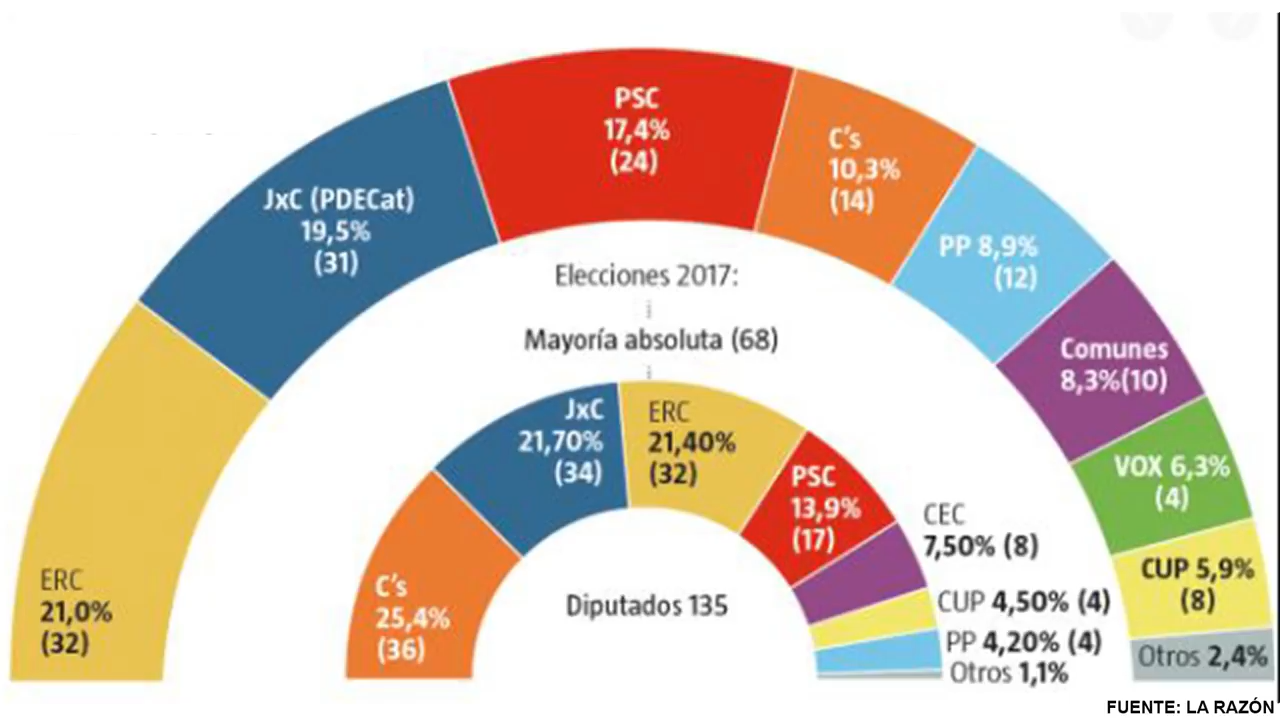 PSC
17,4%
(24)
C's
10,3%
(14)
JxC (PDECat)
19,5%
(31)
PP 8,9%
(12)
Elecciones 2017:
Mayoría absoluta (68)
Comunes
8,3%(10)
JxC
21,70%
(34)
ERC
21,40%
(32)
VOX 6,3%
(4)
PSC
13,9%
(17)
CEC
7,50% (8)
ERC
21,0%
(32)
C's
25,4%
(36)
Diputados 135
CUP 4,50% (4)
CUP 5,9%
(8)
PP 4,20% (4)
Otros 1,1%
Otros 2,4%
FUENTE: LA RAZÓN